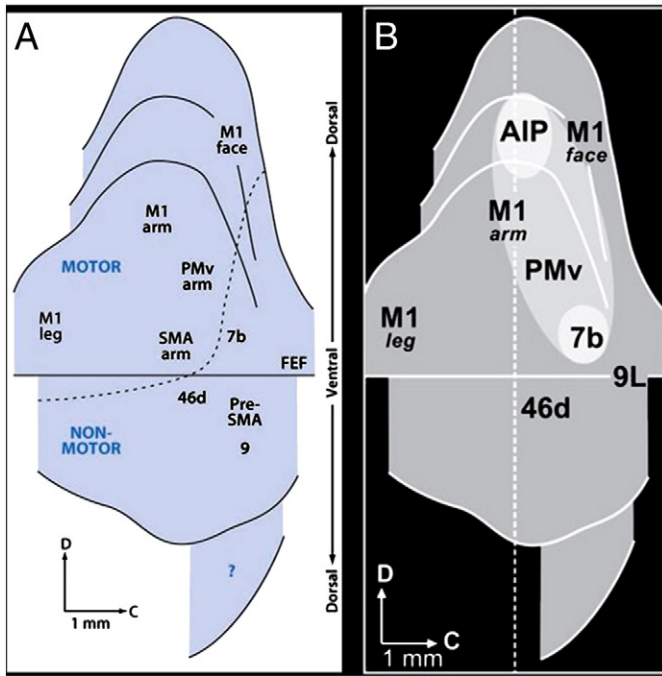 A
M1
face
M1
arm
MOTOR
PMv
arm
M1
leg
SMA
arm
7b
FEF
46d
Pre-
SMA
NON-
MOTOR
9
?
D
C
1 mm
Dorsal
Ventral
Dorsal
B
AIP
M1
face
M1
arm
PMv
M1
leg
7b
9L
46d
D
C
1 mm